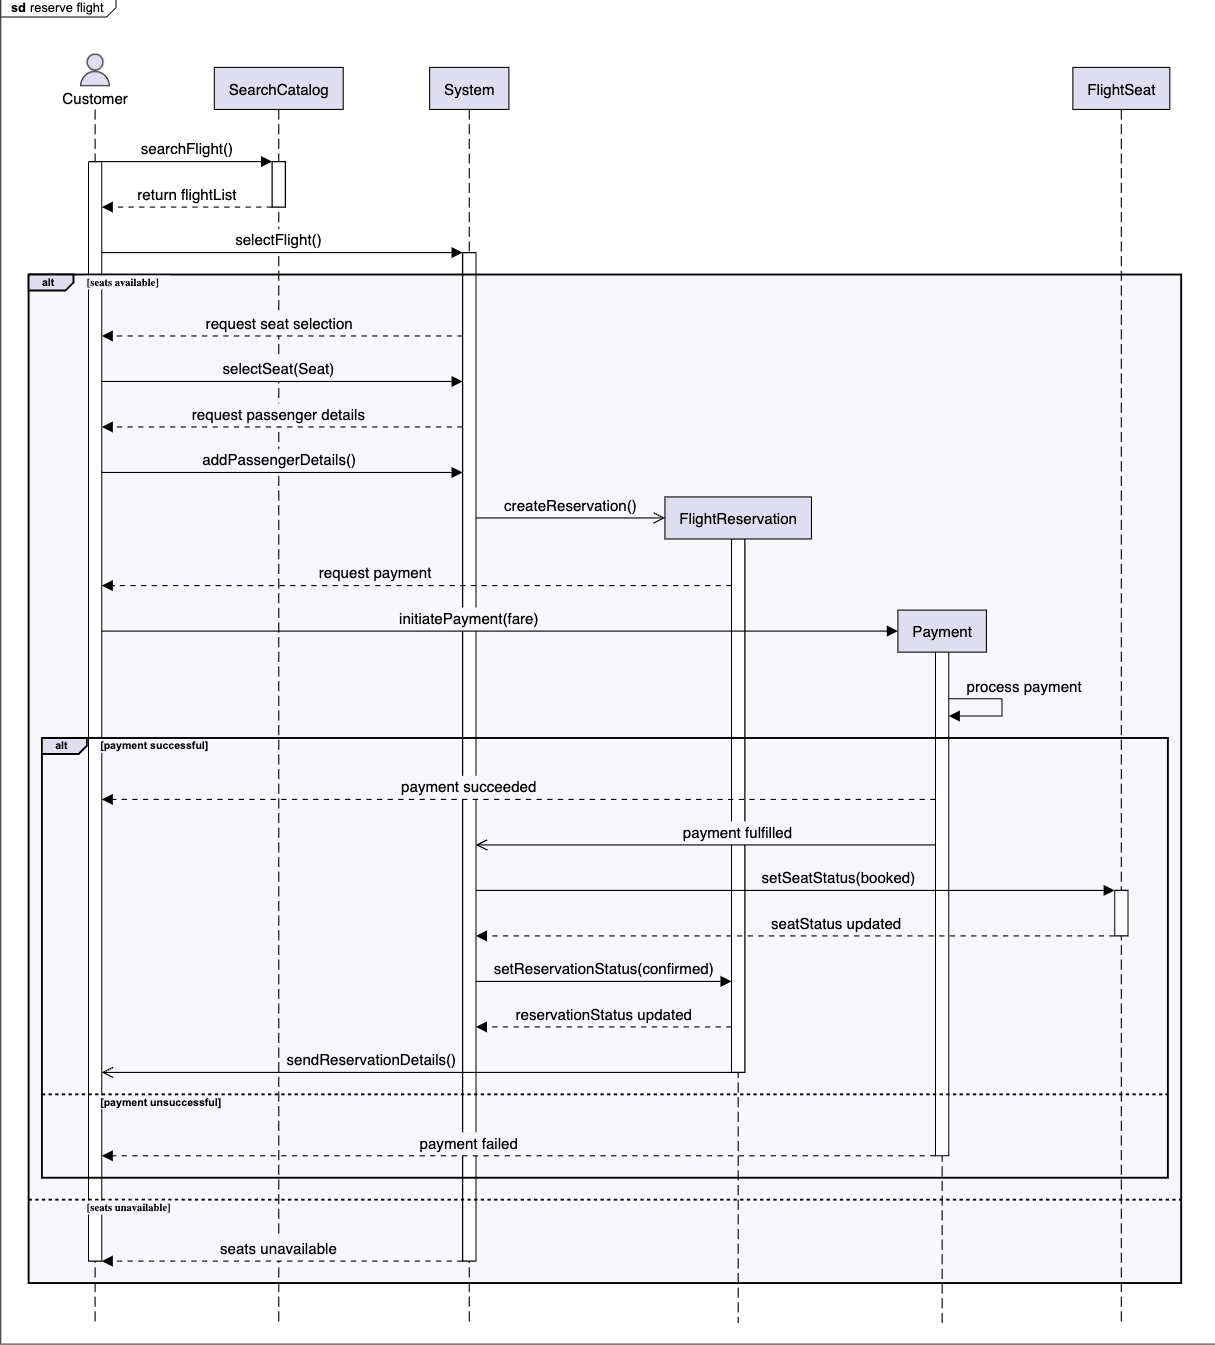 sd reserve flight
Customer
SearchCatalog
System
FlightSeat
searchFlight()
return flightList
selectFlight()
alt
[seats available]
request seat selection
selectSeat(Seat)
request passenger details
addPassengerDetails()
createReservation()
FlightReservation
request payment
initiatePayment(fare)
Payment
process payment
alt
[payment successful]
payment succeeded
payment fulfilled
setSeatStatus(booked)
seatStatus updated
setReservationStatus(confirmed)
reservationStatus updated
sendReservationDetails()
[payment unsuccessful]
payment failed
[seats unavailable]
seats unavailable